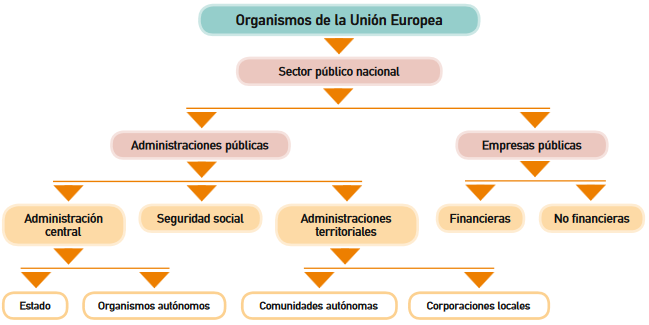 Organismos de la Unión Europea
Sector público nacional
Administraciones públicas
Empresas públicas
Administración
central
Seguridad social
Administraciones
territoriales
Financieras
No financieras
Estado
Organismos autónomos
Comunidades autónomas
Corporaciones locales